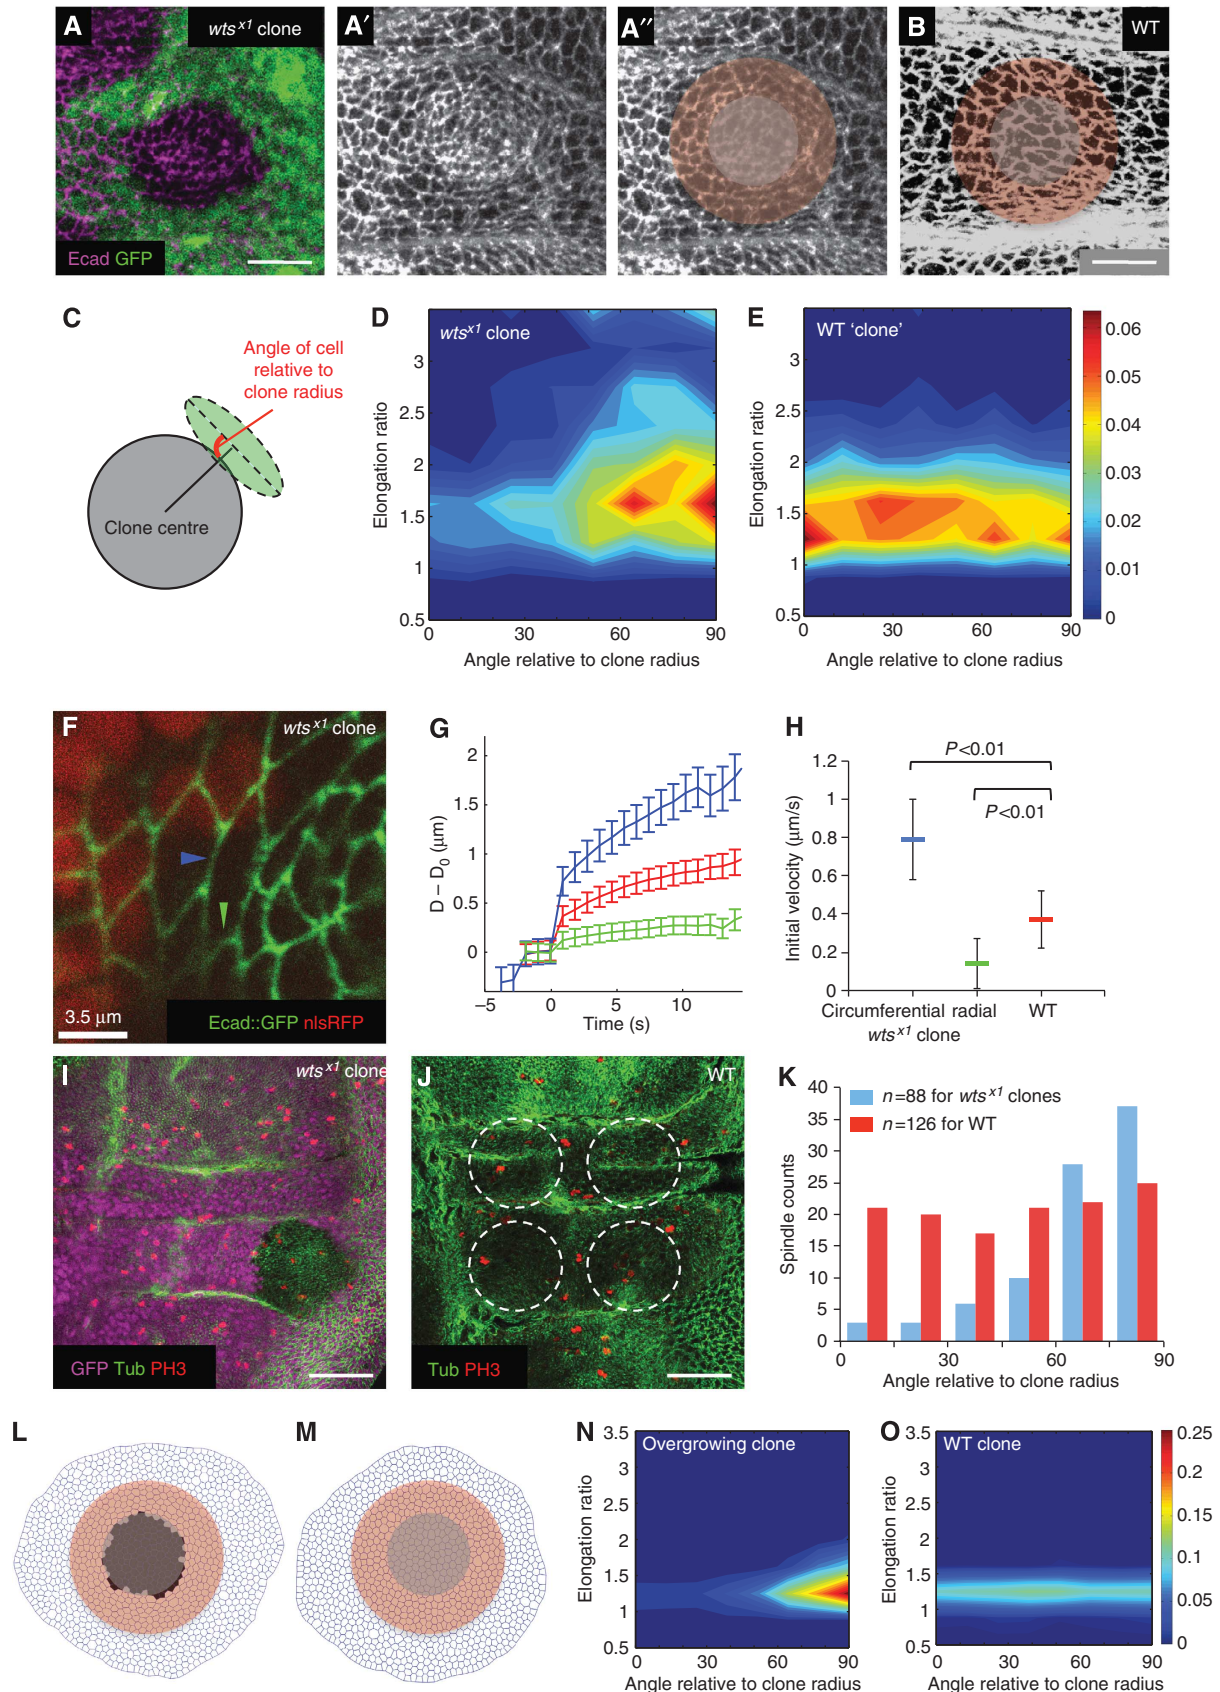 A
wts x1 clone
Ecad GFP
A′
A″
B
WT
C
Angle of cell
relative to
clone radius
Clone centre
D
wts x1 clone
Elongation ratio
3
2.5
2
1.5
1
0.5
0
30
60
90
Angle relative to clone radius
E
WT ‘clone’
Elongation ratio
3
2.5
2
1.5
1
0.5
0
30
60
90
Angle relative to clone radius
0.06
0.05
0.04
0.03
0.02
0.01
0
F
wts x1 clone
3.5 μm
Ecad::GFP nlsRFP
G
D – D0 (μm)
2
1.5
1
0.5
0
–5
0
5
10
Time (s)
H
P<0.01
P<0.01
Initial velocity (μm/s)
1.2
1
0.8
0.6
0.4
0.2
0
Circumferential radial
WT
wts x1 clone
I
wts x1 clone
GFP Tub PH3
J
WT
Tub PH3
K
n=88 for wts x1 clones
n=126 for WT
Spindle counts
40
35
30
25
20
15
10
5
0
0
30
60
90
Angle relative to clone radius
L
M
N
Overgrowing clone
Elongation ratio
3.5
3
2.5
2
1.5
1
0.5
0
30
60
90
Angle relative to clone radius
O
WT clone
Elongation ratio
3.5
3
2.5
2
1.5
1
0.5
0
30
60
90
Angle relative to clone radius
0.25
0.2
0.15
0.1
0.05
0